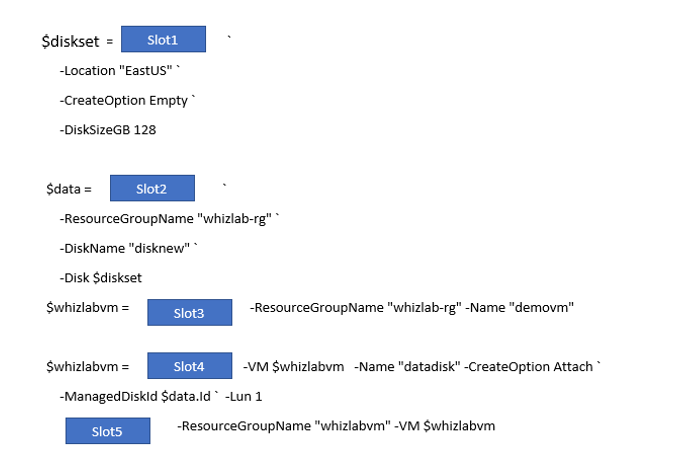 $diskset = Slot1 `
-Location "EastUS" `
-CreateOption Empty `
-DiskSizeGB 128
$data = Slot2 `
-ResourceGroupName "whizlab-rg" `
-DiskName "disknew" `
-Disk $diskset
$whizlabvm = Slot3 -ResourceGroupName "whizlab-rg" -Name "demovm"
$whizlabvm = Slot4 -VM $whizlabvm -Name "datadisk" -CreateOption Attach `
-ManagedDiskId $data.Id ` -Lun 1
Slot5 -ResourceGroupName "whizlabvm" -VM $whizlabvm